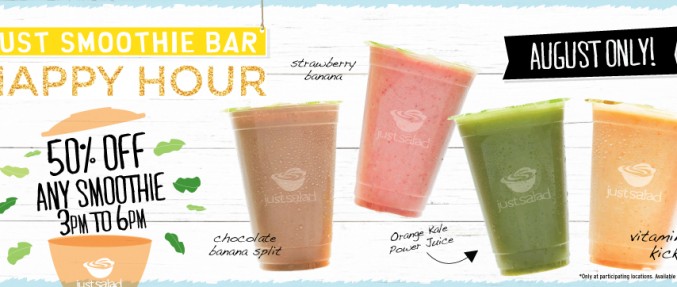 UST SMOOTHIE BAR
HAPPY HOUR
50% OFF
ANY SMOOTHIE
3PM TO 6PM
just salad
chocolate
banana split
just salad
strawberry
banana
just salad
Orange Kale
Power Juice
just salad
AUGUST ONLY!
vitamin
kick
just salad
*Only at participating locations. Available